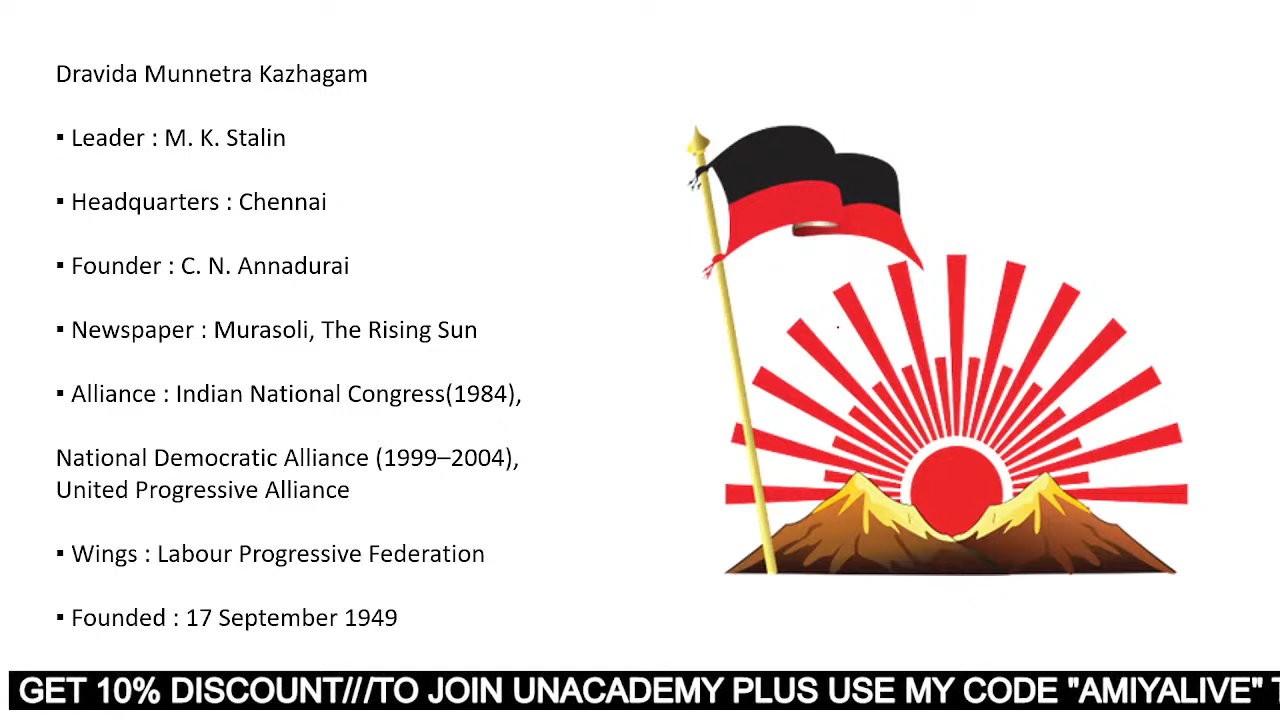 Dravida Munnetra Kazhagam
▪ Leader : M. K. Stalin
▪ Headquarters : Chennai
▪ Founder : C. N. Annadurai
▪ Newspaper : Murasoli, The Rising Sun
▪ Alliance : Indian National Congress(1984),
National Democratic Alliance (1999–2004),
United Progressive Alliance
▪ Wings : Labour Progressive Federation
▪ Founded : 17 September 1949
GET 10% DISCOUNT///TO JOIN UNACADEMY PLUS USE MY CODE "AMIYALIVE" T